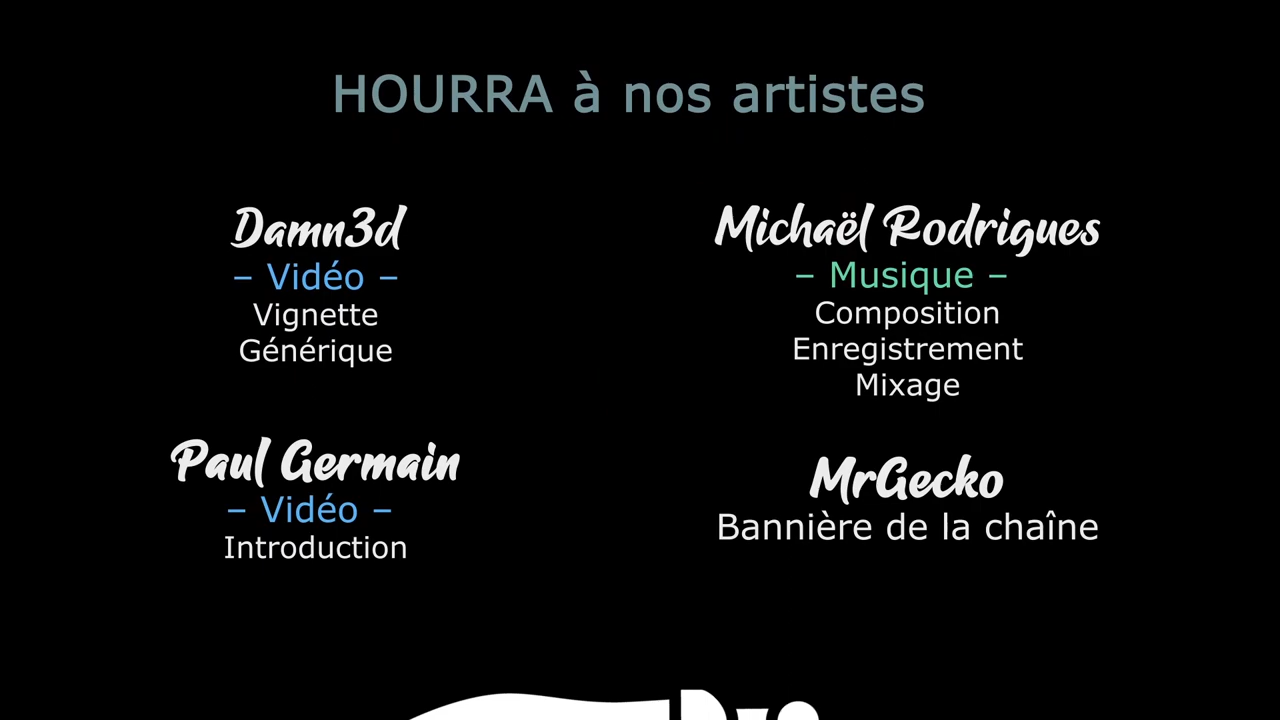 HOURRA à nos artistes
Damn3d
– Vidéo –
Vignette
Générique
Michaël Rodrigues
– Musique –
Composition
Enregistrement
Mixage
Paul Germain
– Vidéo –
Introduction
MrGecko
Bannière de la chaîne